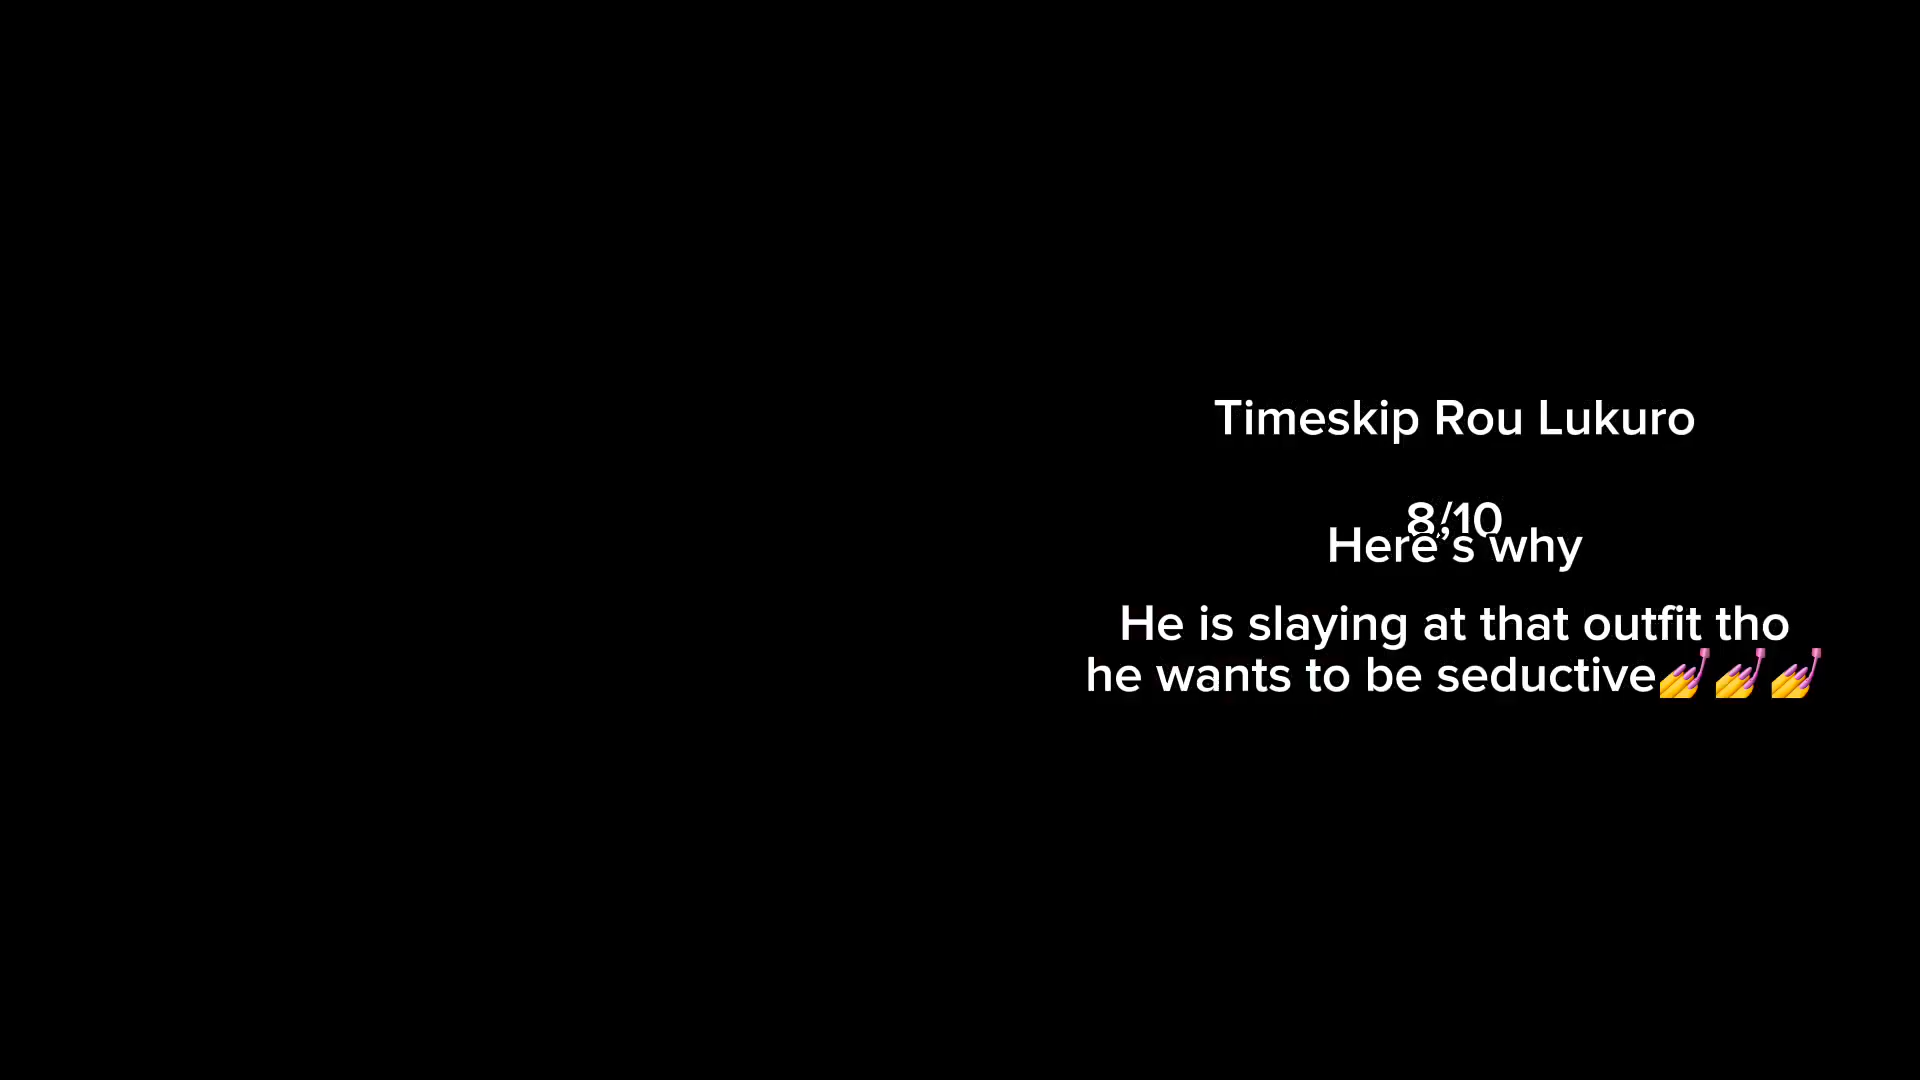 Timeskip Rou Lukuro
8/10
Here's why
He is slaying at that outfit tho
he wants to be seductive💅💅💅